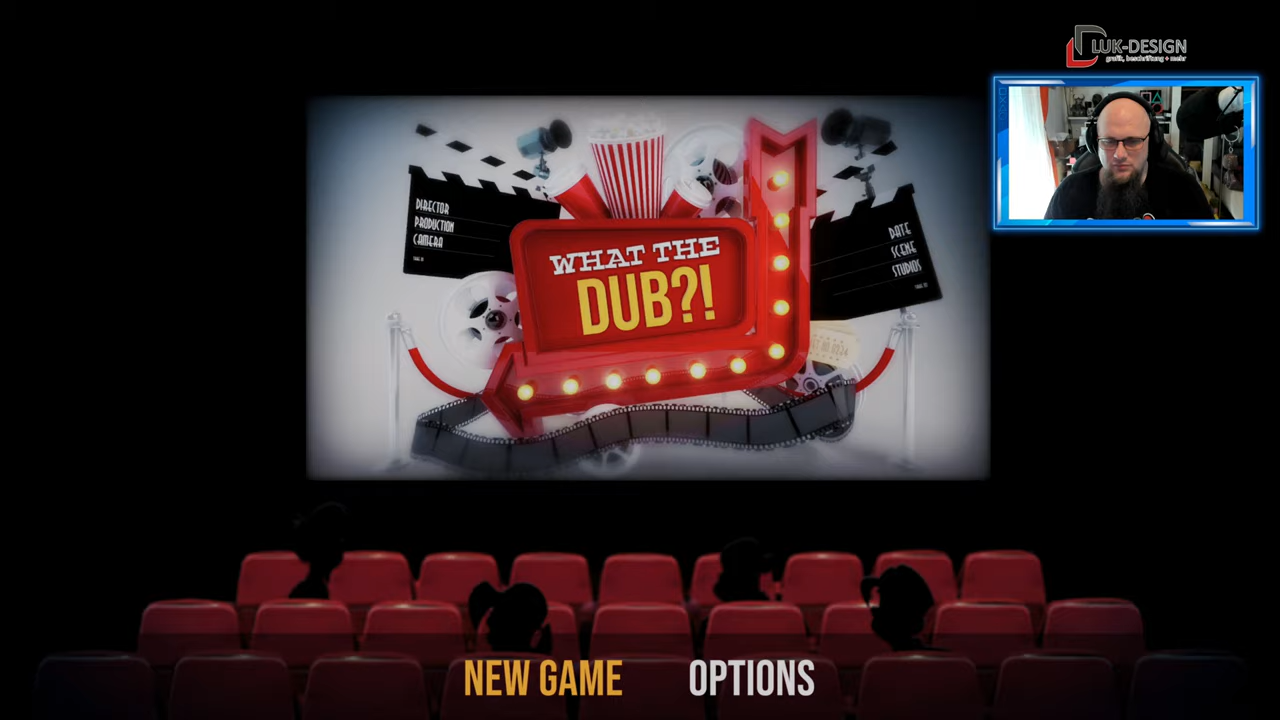 LUK-DESIGN
grafik, beschriftung + mehr
DIRECTOR
PRODUCTION
CAMERA
WHAT THE
DUB?!
DATE
SCENE
STUDIOS
NEW GAME
OPTIONS